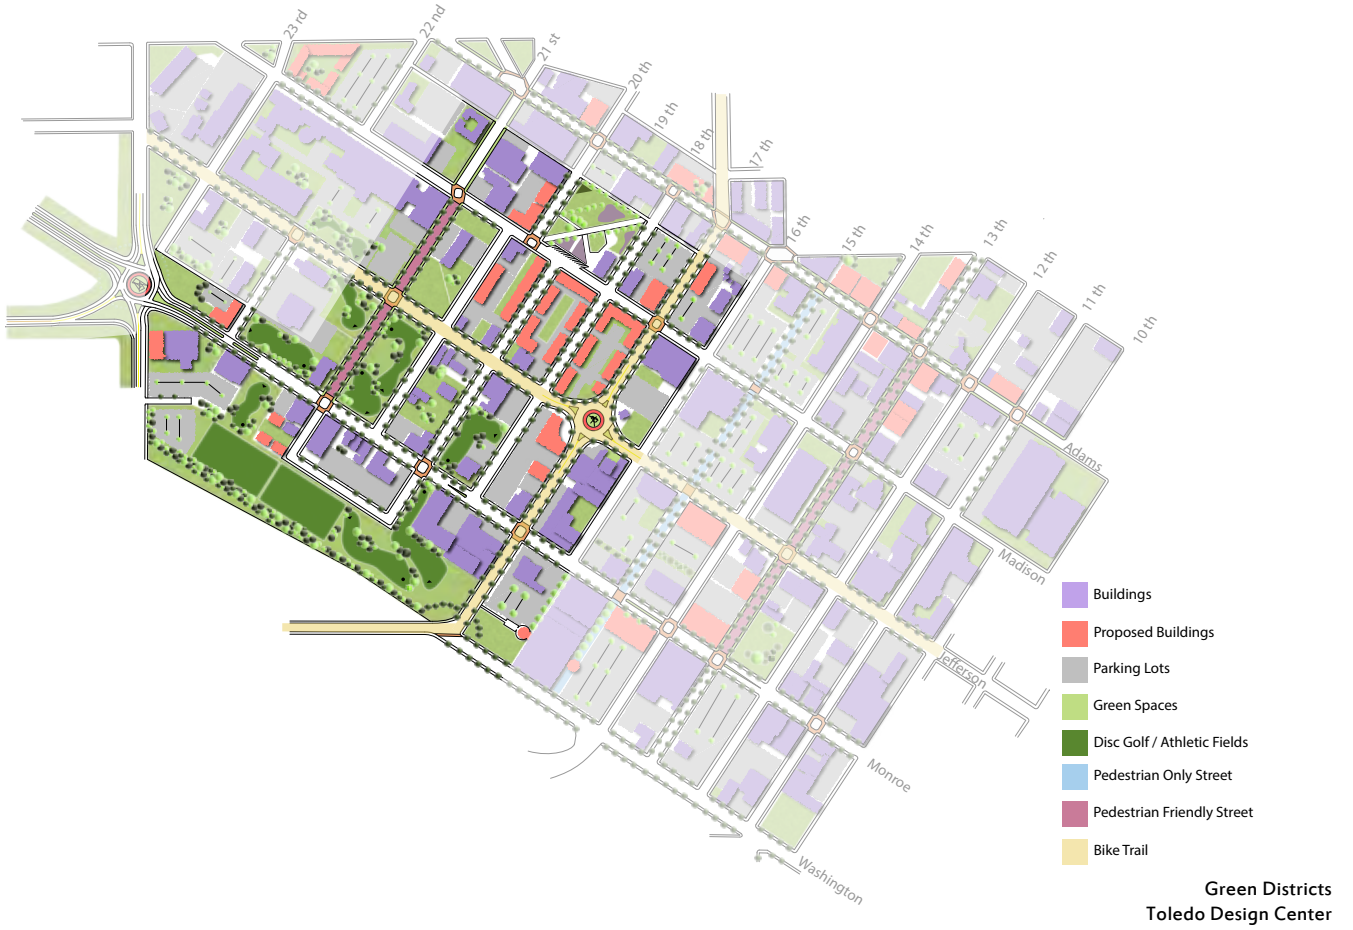 23 rd
22 nd
21 st
20 th
19 th
18 th
17 th
16 th
15 th
14 th
13 th
12 th
11 th
10 th
Adams
Madison
Jefferson
Monroe
Washington
Buildings
Proposed Buildings
Parking Lots
Green Spaces
Disc Golf / Athletic Fields
Pedestrian Only Street
Pedestrian Friendly Street
Bike Trail
Green Districts
Toledo Design Center